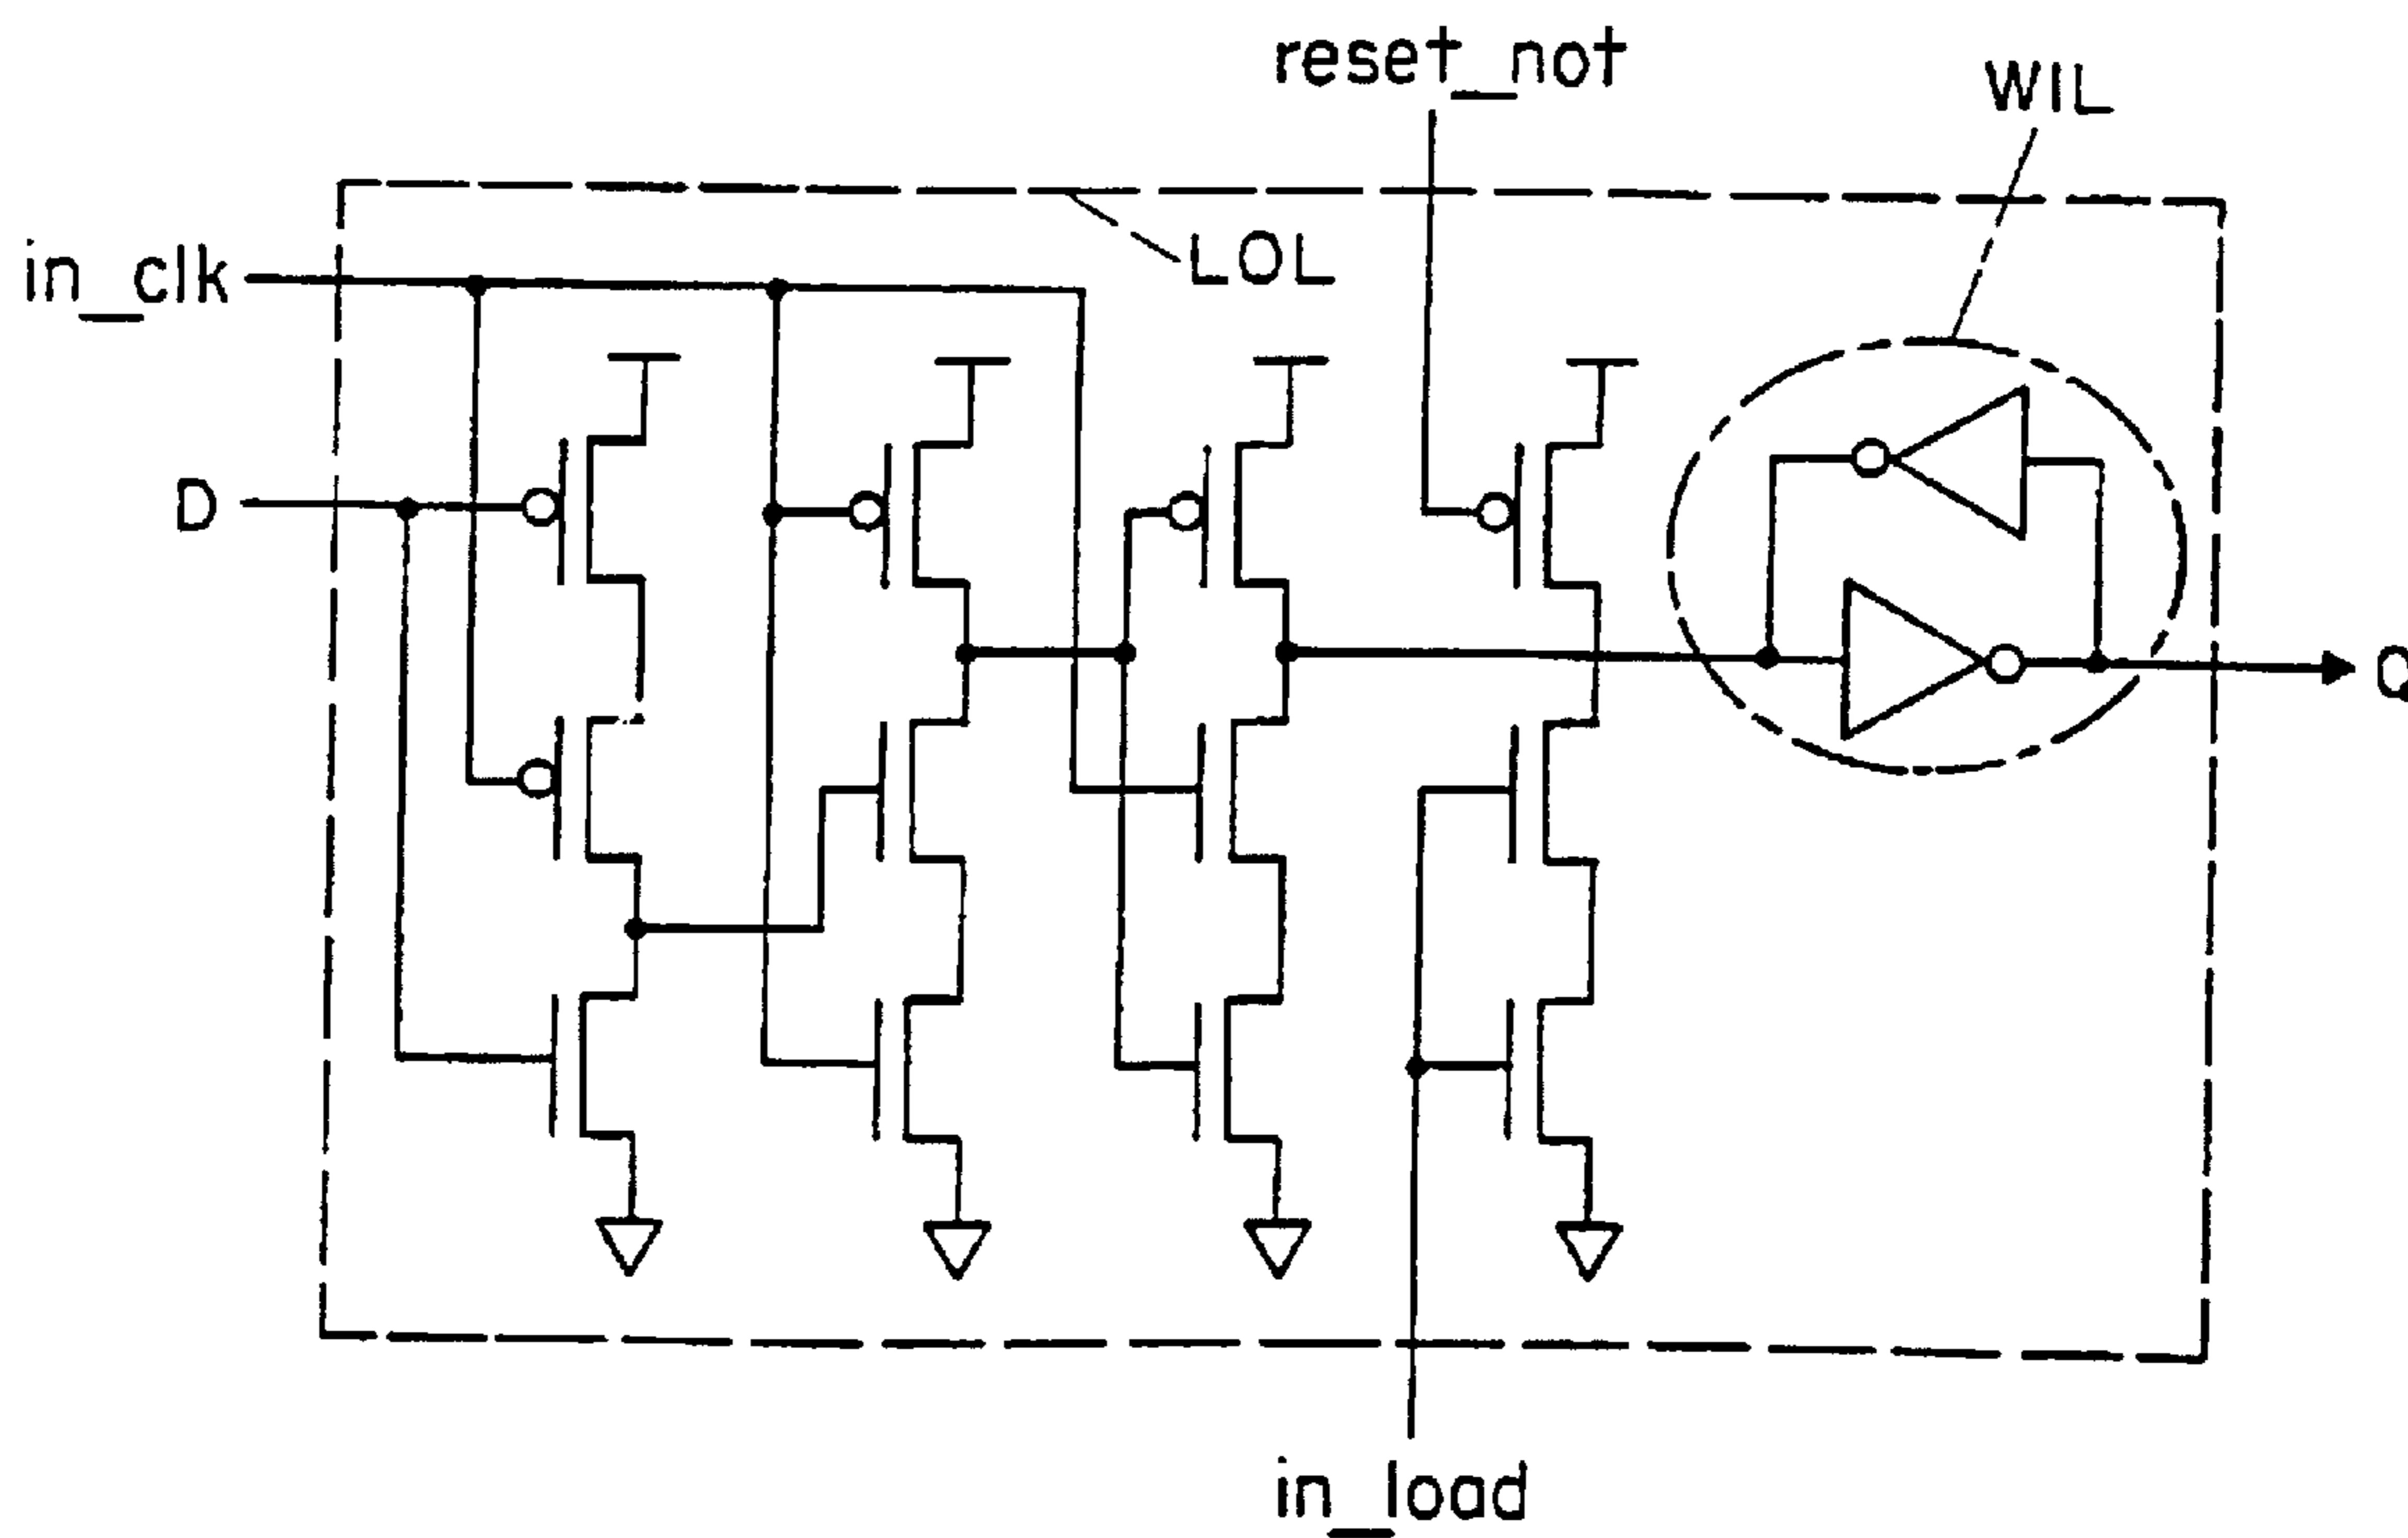 reset_not
WIL
LOL
in_clk
D
Q
in_load